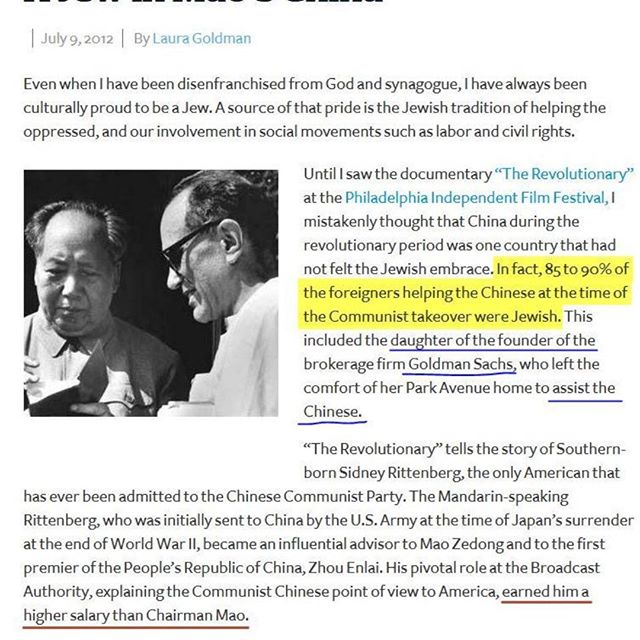 July 9, 2012 | By Laura Goldman
Even when I have been disenfranchised from God and synagogue, I have always been
culturally proud to be a Jew. A source of that pride is the Jewish tradition of helping the
oppressed, and our involvement in social movements such as labor and civil rights.
Until I saw the documentary “The Revolutionary”
at the Philadelphia Independent Film Festival, I
mistakenly thought that China during the
revolutionary period was one country that had
not felt the Jewish embrace. In fact, 85 to 90% of
the foreigners helping the Chinese at the time of
the Communist takeover were Jewish. This
included the daughter of the founder of the
brokerage firm Goldman Sachs, who left the
comfort of her Park Avenue home to assist the
Chinese.
“The Revolutionary” tells the story of Southern-
born Sidney Rittenberg, the only American that
has ever been admitted to the Chinese Communist Party. The Mandarin-speaking
Rittenberg, who was initially sent to China by the U.S. Army at the time of Japan’s surrender
at the end of World War II, became an influential advisor to Mao Zedong and to the first
premier of the People’s Republic of China, Zhou Enlai. His pivotal role at the Broadcast
Authority, explaining the Communist Chinese point of view to America, earned him a
higher salary than Chairman Mao.